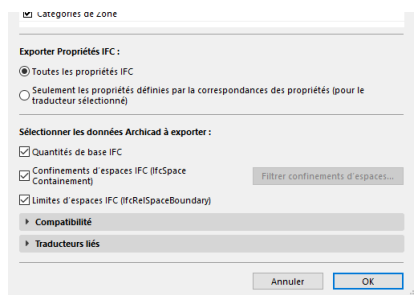 Catégories de Zone
Exporter Propriétés IFC :
Toutes les propriétés IFC
Seulement les propriétés définies par la correspondances des propriétés (pour le
traducteur sélectionné)
Sélectionner les données Archicad à exporter :
Quantités de base IFC
Confinements d'espaces IFC (IfcSpace
Containement)
Filtrer confinements d'espaces...
Limites d'espaces IFC (IfcRelSpaceBoundary)
Compatibilité
Traducteurs liés
Annuler
OK